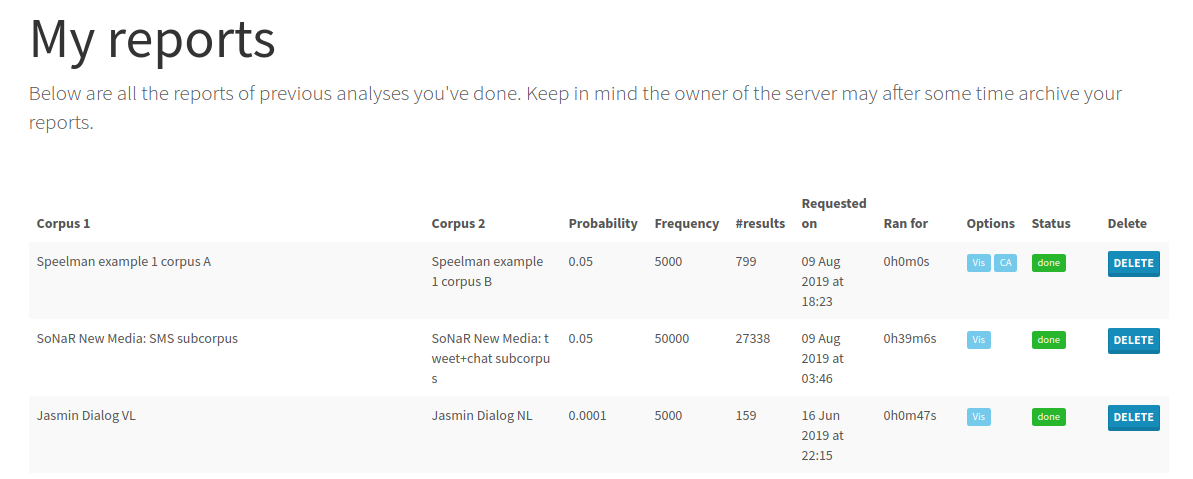 My reports
Below are all the reports of previous analyses you've done. Keep in mind the owner of the server may after some time archive your
reports.
Requested
Corpus 1 Corpus 2 Probability Frequency #results on Ran for Options Status Delete
Speelman example 1 corpus A Speelman example 0.05 5000 799 09 Aug 0h0m0s Vis CA done DELETE
1 corpus B 2019 at
18:23
SoNaR New Media: SMS subcorpus SoNaR New Media: t 0.05 50000 27338 09 Aug 0h39m6s Vis done DELETE
weet+chat subcorpu 2019 at
s 03:46
Jasmin Dialog VL Jasmin Dialog NL 0.0001 5000 159 16 Jun 0h0m47s Vis done DELETE
2019 at
22:15